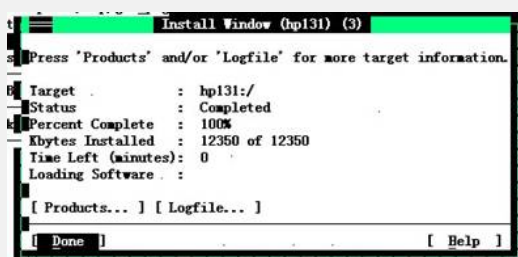 Install Window (hp131) (3)
Press 'Products' and/or 'Logfile' for more target information.
Target : hp131:/
Status : Completed
Percent Complete : 100%
Kbytes Installed : 12350 of 12350
Time Left (minutes): 0
Loading Software :
[ Products... ] [ Logfile... ]
[ Done ] [ Help ]